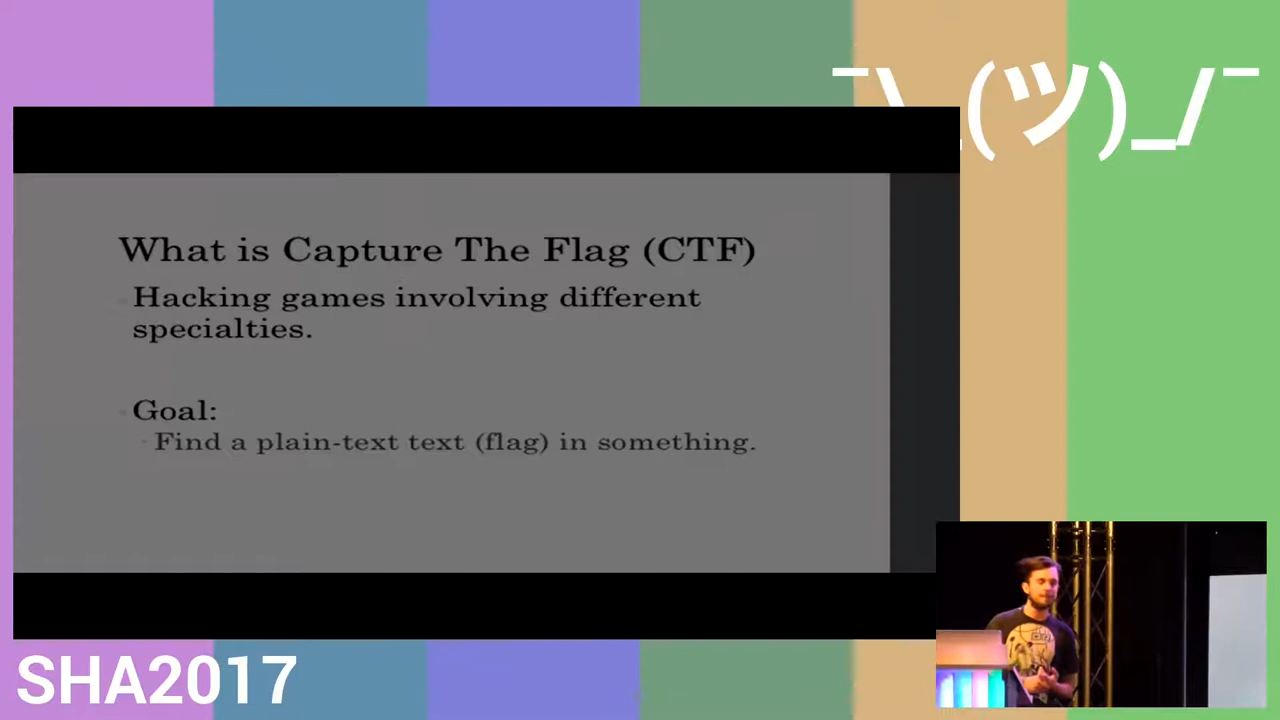 ¯\_(ツ)_/¯
What is Capture The Flag (CTF)
Hacking games involving different
specialties.
Goal:
Find a plain-text text (flag) in something.
SHA2017